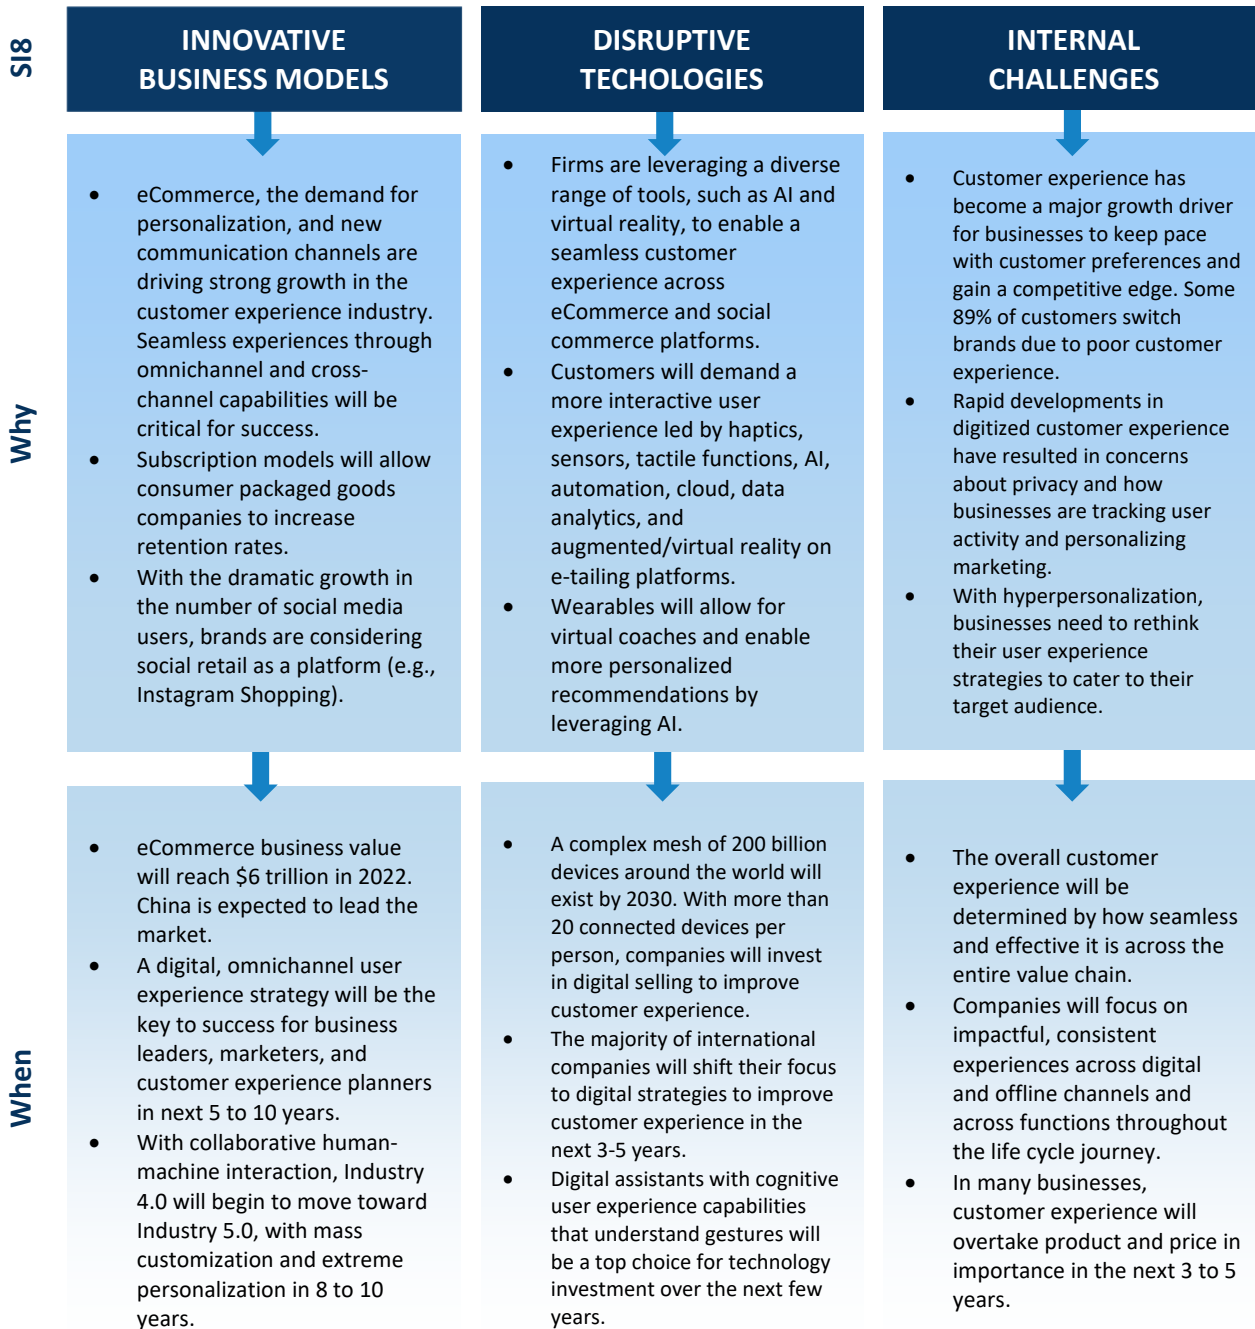 SI8
INNOVATIVE
BUSINESS MODELS
DISRUPTIVE
TECHOLOGIES
INTERNAL
CHALLENGES
Why
• eCommerce, the demand for
personalization, and new
communication channels are
driving strong growth in the
customer experience industry.
Seamless experiences through
omnichannel and cross-
channel capabilities will be
critical for success.
• Subscription models will allow
consumer packaged goods
companies to increase
retention rates.
• With the dramatic growth in
the number of social media
users, brands are considering
social retail as a platform (e.g.,
Instagram Shopping).
• Firms are leveraging a diverse
range of tools, such as AI and
virtual reality, to enable a
seamless customer
experience across
eCommerce and social
commerce platforms.
• Customers will demand a
more interactive user
experience led by haptics,
sensors, tactile functions, AI,
automation, cloud, data
analytics, and
augmented/virtual reality on
e-tailing platforms.
• Wearables will allow for
virtual coaches and enable
more personalized
recommendations by
leveraging AI.
• Customer experience has
become a major growth driver
for businesses to keep pace
with customer preferences and
gain a competitive edge. Some
89% of customers switch
brands due to poor customer
experience.
• Rapid developments in
digitized customer experience
have resulted in concerns
about privacy and how
businesses are tracking user
activity and personalizing
marketing.
• With hyperpersonalization,
businesses need to rethink
their user experience
strategies to cater to their
target audience.
When
• eCommerce business value
will reach $6 trillion in 2022.
China is expected to lead the
market.
• A digital, omnichannel user
experience strategy will be the
key to success for business
leaders, marketers, and
customer experience planners
in next 5 to 10 years.
• With collaborative human-
machine interaction, Industry
4.0 will begin to move toward
Industry 5.0, with mass
customization and extreme
personalization in 8 to 10
years.
• A complex mesh of 200 billion
devices around the world will
exist by 2030. With more than
20 connected devices per
person, companies will invest
in digital selling to improve
customer experience.
• The majority of international
companies will shift their focus
to digital strategies to improve
customer experience in the
next 3-5 years.
• Digital assistants with cognitive
user experience capabilities
that understand gestures will
be a top choice for technology
investment over the next few
years.
• The overall customer
experience will be
determined by how seamless
and effective it is across the
entire value chain.
• Companies will focus on
impactful, consistent
experiences across digital
and offline channels and
across functions throughout
the life cycle journey.
• In many businesses,
customer experience will
overtake product and price in
importance in the next 3 to 5
years.